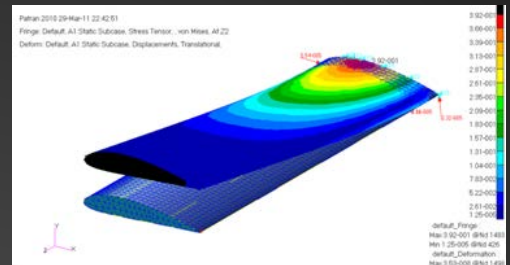 Patran 2010 29-Mar-11 22:42:51
Fringe: Default, A1:Static Subcase, Stress Tensor, , von Mises, At Z2
Deform: Default, A1:Static Subcase, Displacements, Translational,
3.92-001
3.66-001
3.39-001
3.13-001
2.87-001
2.61-001
2.35-001
2.09-001
1.83-001
1.57-001
1.31-001
1.04-001
7.83-002
5.22-002
2.61-002
1.25-005
3.92-001
default_Fringe :
Max 3.92-001 @Nd 1483
Min 1.25-005 @Nd 426
default_Deformation :
Y
Z
X